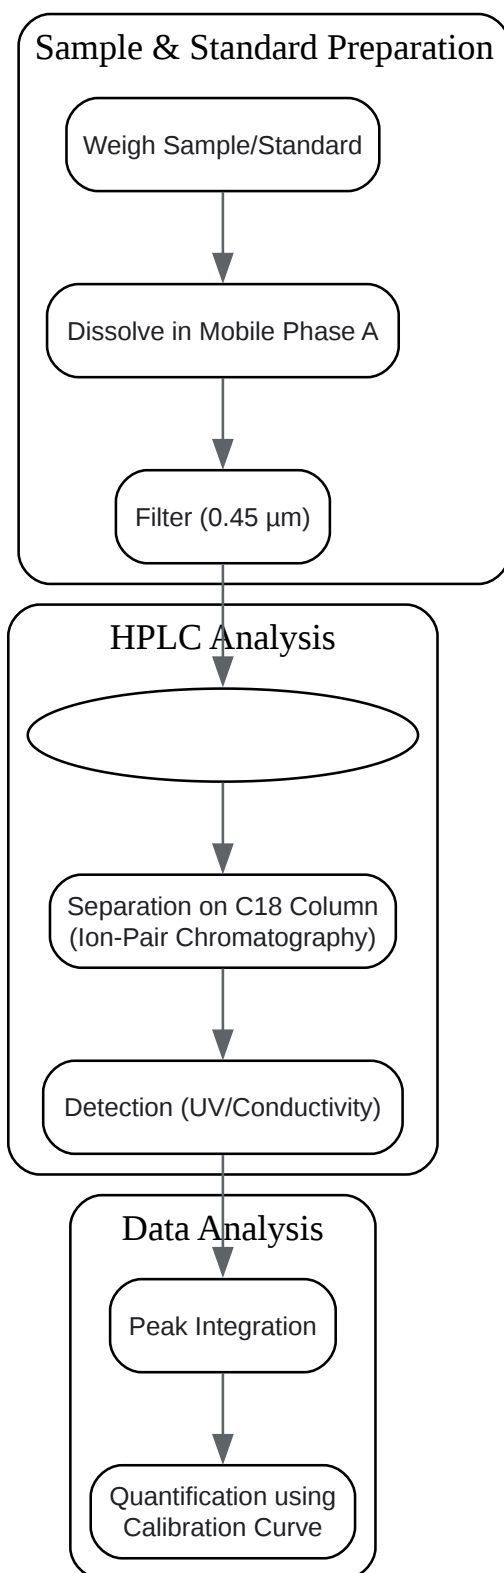 Sample & Standard Preparation
Weigh Sample/Standard
Dissolve in Mobile Phase A
Filter (0.45 µm)
HPLC Analysis
Separation on C18 Column
(Ion-Pair Chromatography)
Detection (UV/Conductivity)
Data Analysis
Peak Integration
Quantification using
Calibration Curve